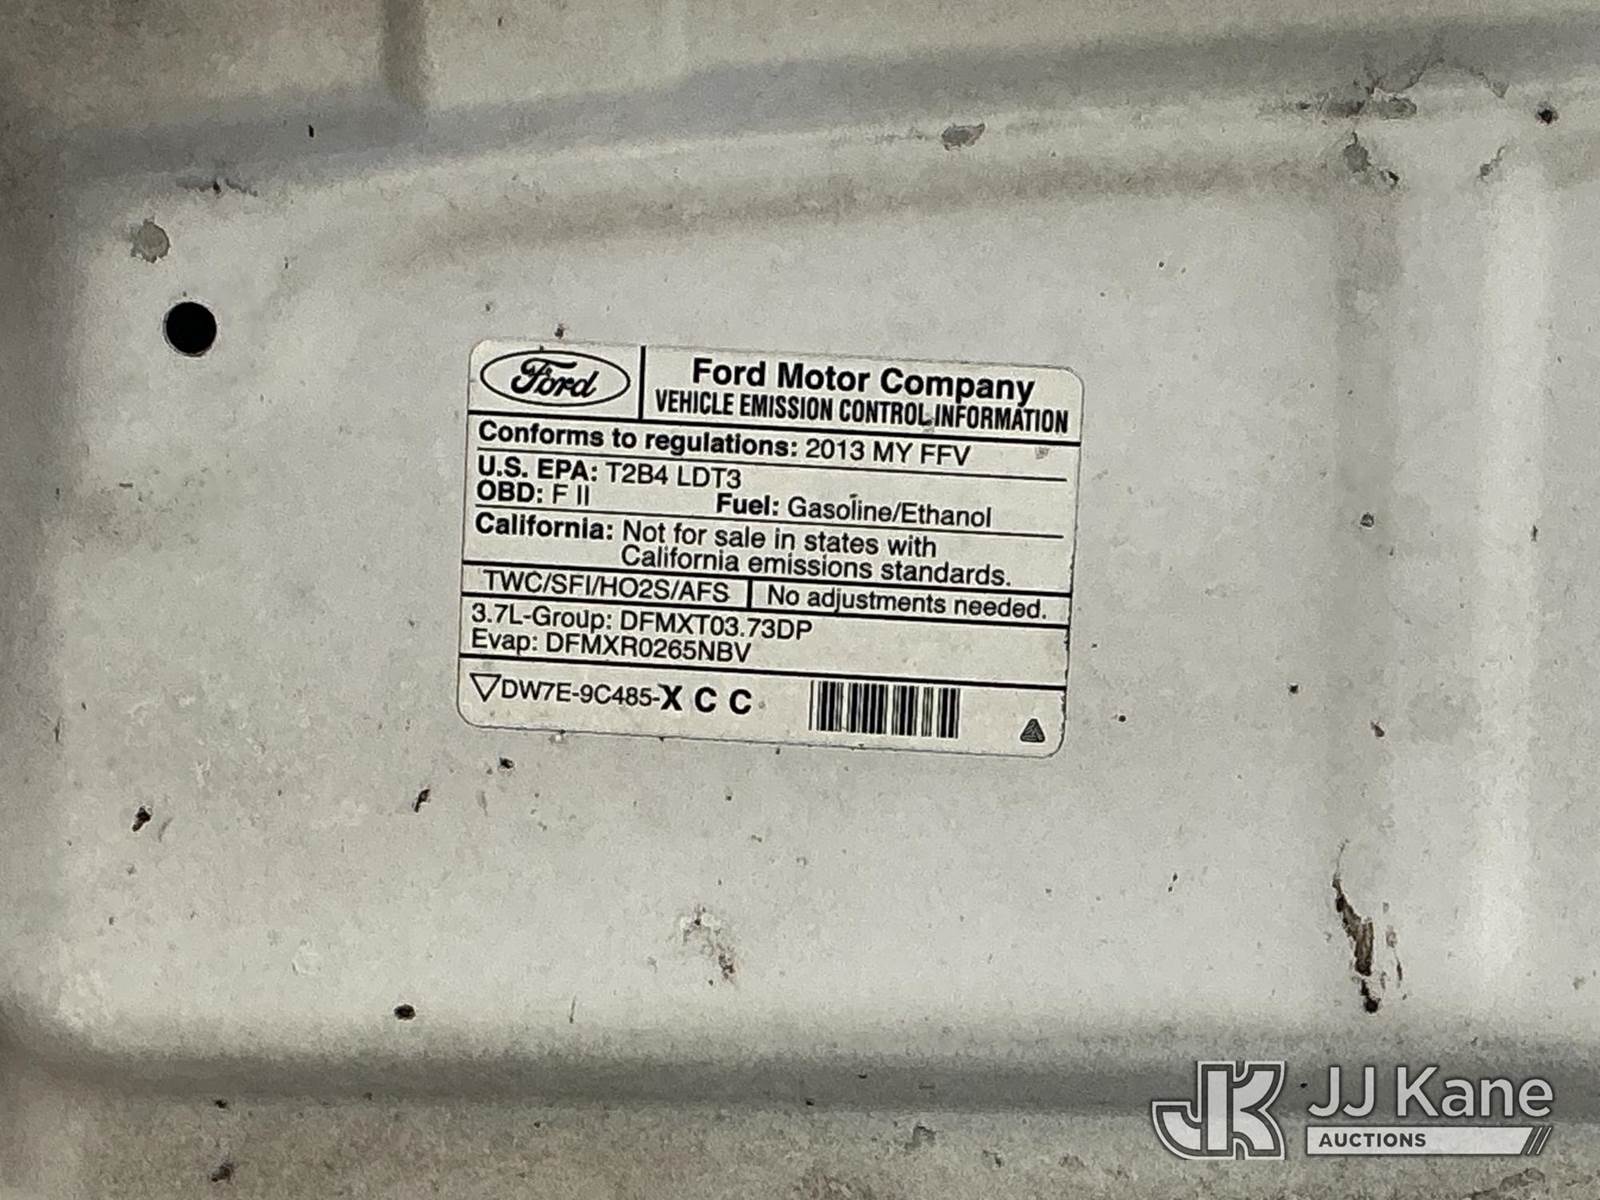 Ford
Ford Motor Company
VEHICLE EMISSION CONTROL INFORMATION
Conforms to regulations: 2013 MY FFV
U.S. EPA: T2B4 LDT3
OBD: F II Fuel: Gasoline/Ethanol
California: Not for sale in states with
California emissions standards.
TWC/SFI/HO2S/AFS No adjustments needed.
3.7L-Group: DFMXT03.73DP
Evap: DFMXR0265NBV
DW7E-9C485-X C C
JK JJ Kane
AUCTIONS